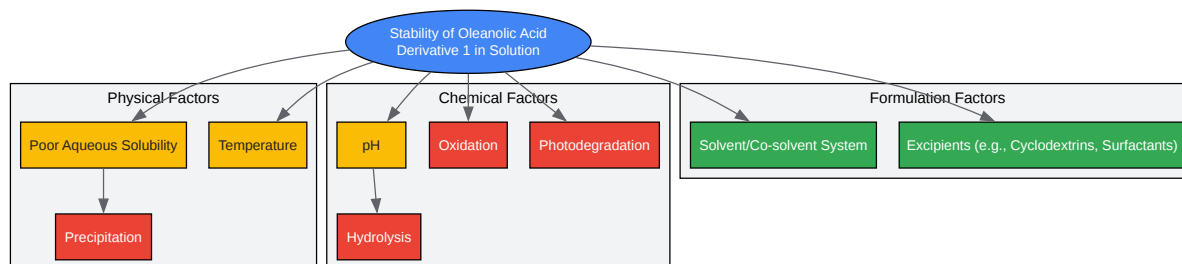 Stability of Oleanolic Acid
Derivative 1 in Solution
Physical Factors
Chemical Factors
Formulation Factors
Poor Aqueous Solubility
Temperature
pH
Oxidation
Photodegradation
Solvent/Co-solvent System
Excipients (e.g., Cyclodextrins, Surfactants)
Precipitation
Hydrolysis